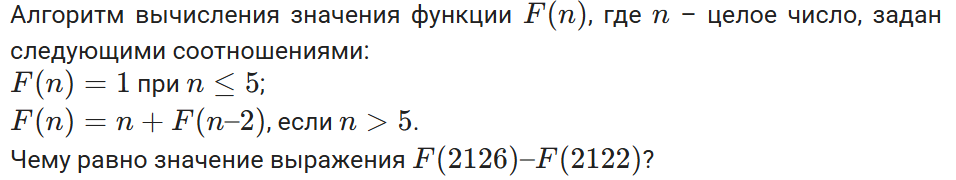 Алгоритм вычисления значения функции F(n), где n – целое число, задан
следующими соотношениями:
F(n) = 1 при n ≤ 5;
F(n) = n + F(n–2), если n > 5.
Чему равно значение выражения F(2126)–F(2122)?